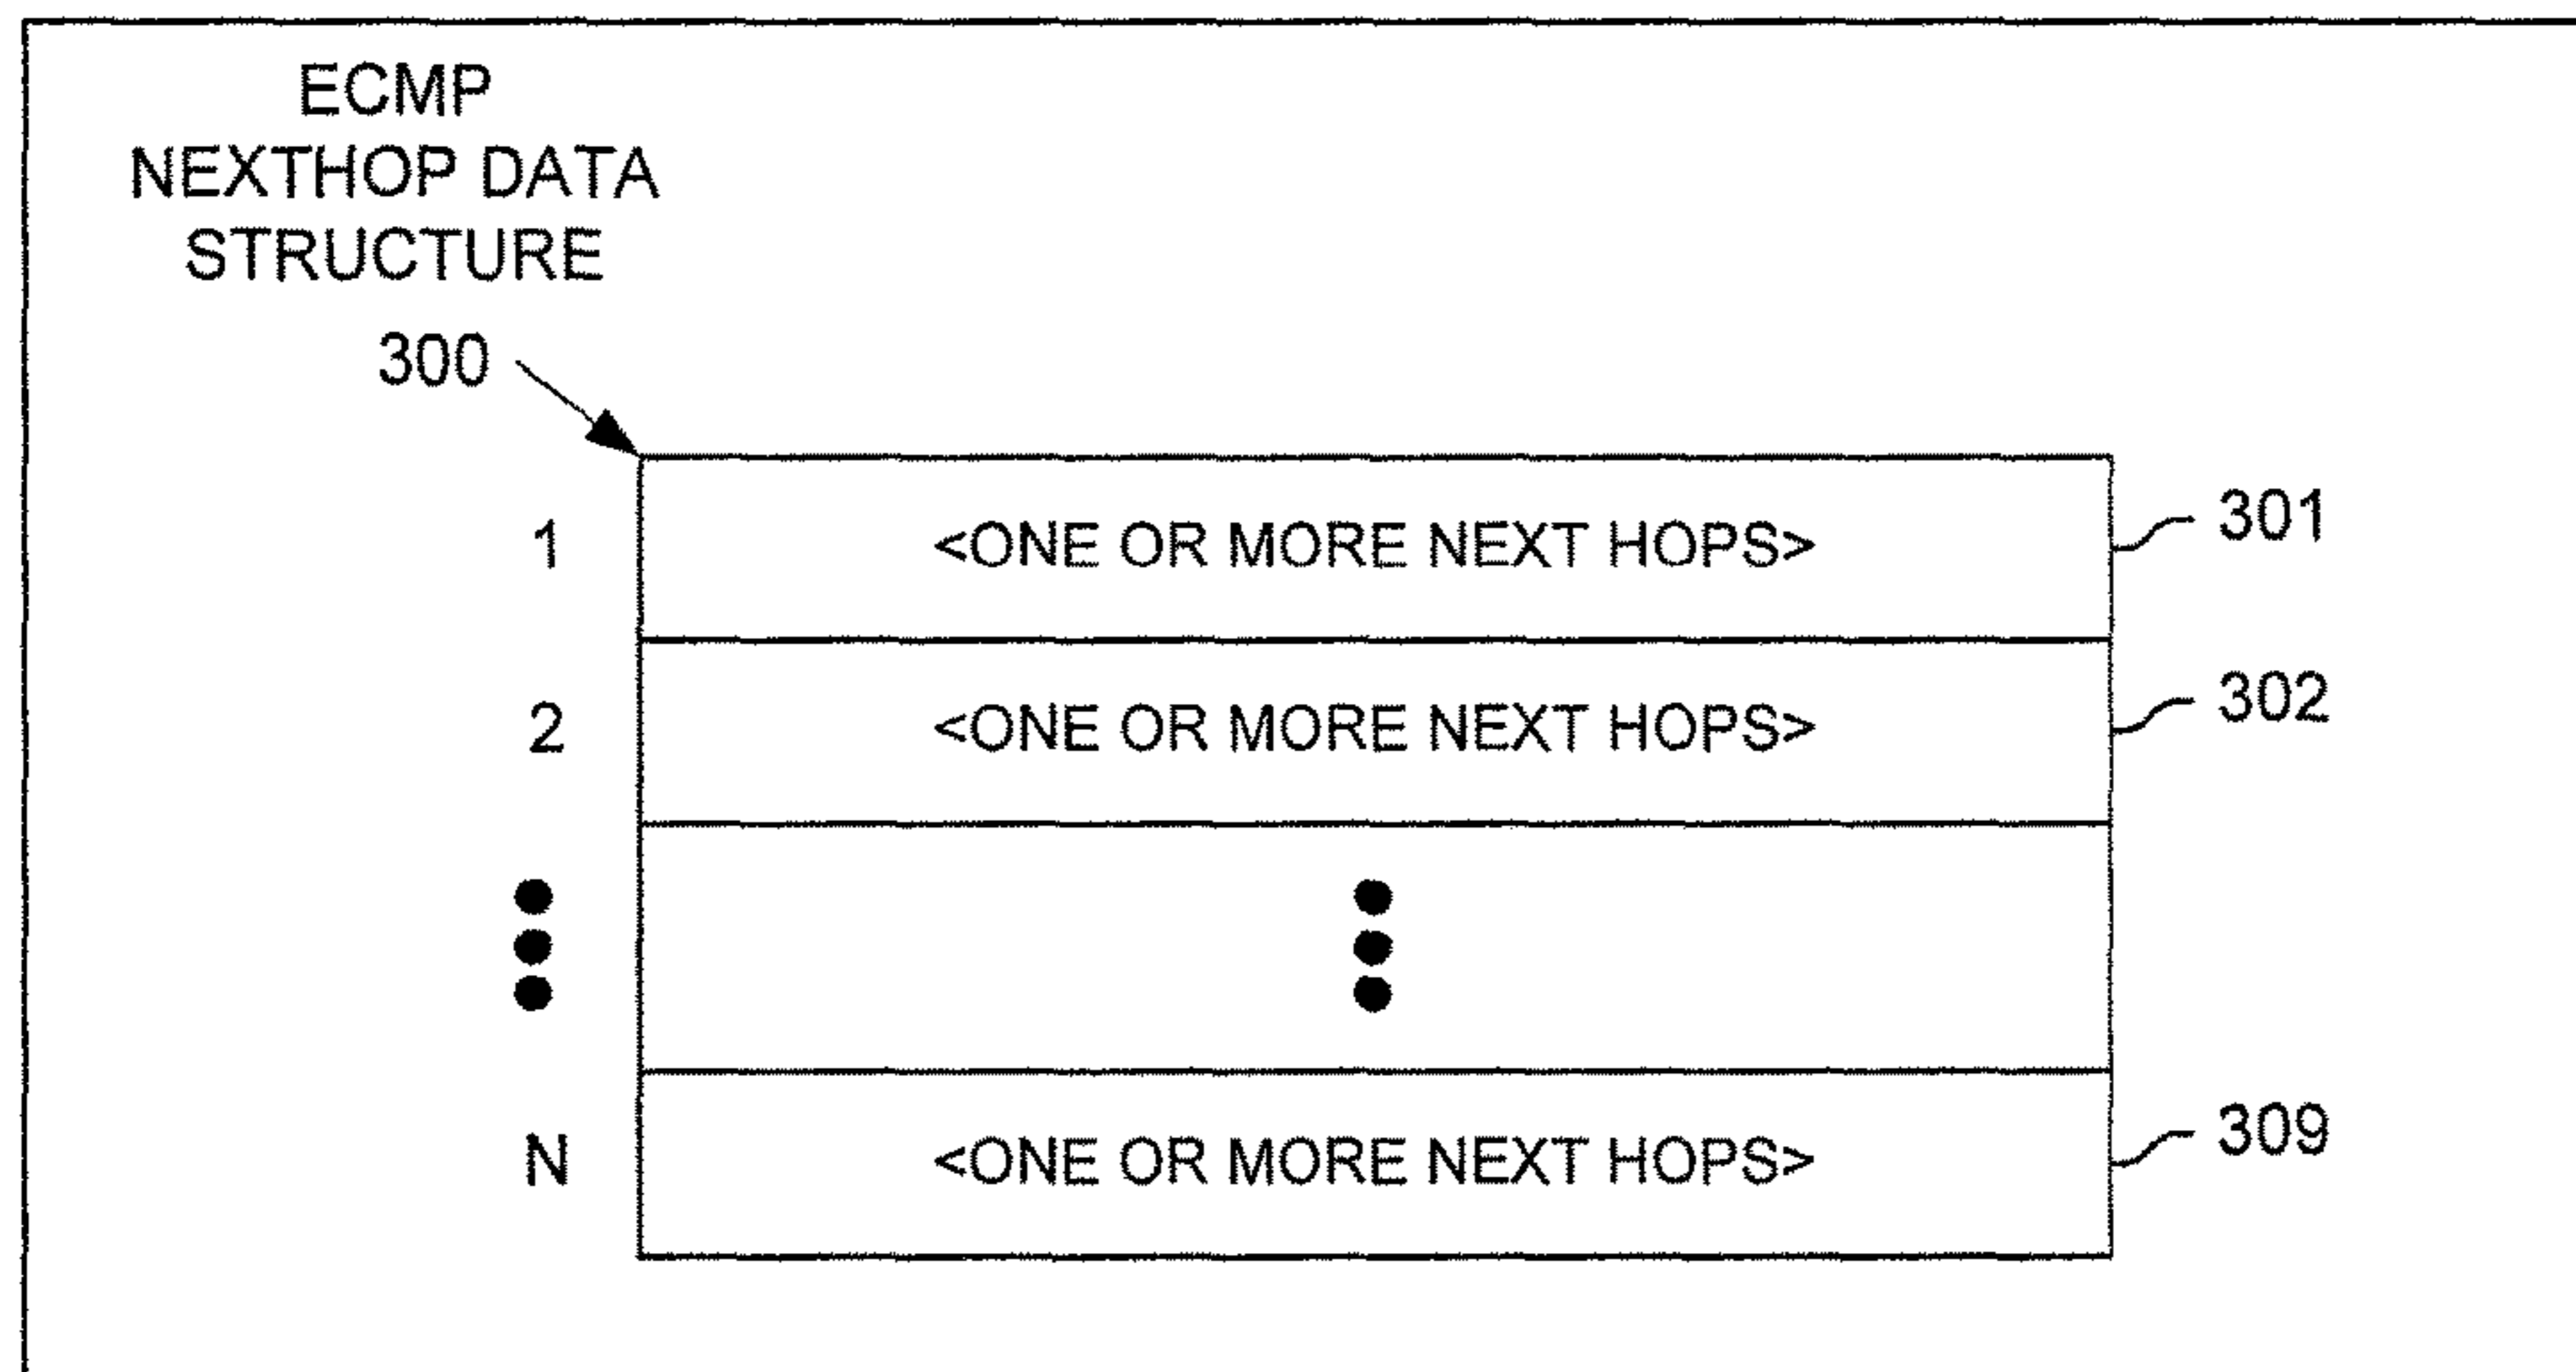 ECMP
NEXTHOP DATA
STRUCTURE
300
1 <ONE OR MORE NEXT HOPS> 301
2 <ONE OR MORE NEXT HOPS> 302
N <ONE OR MORE NEXT HOPS> 309